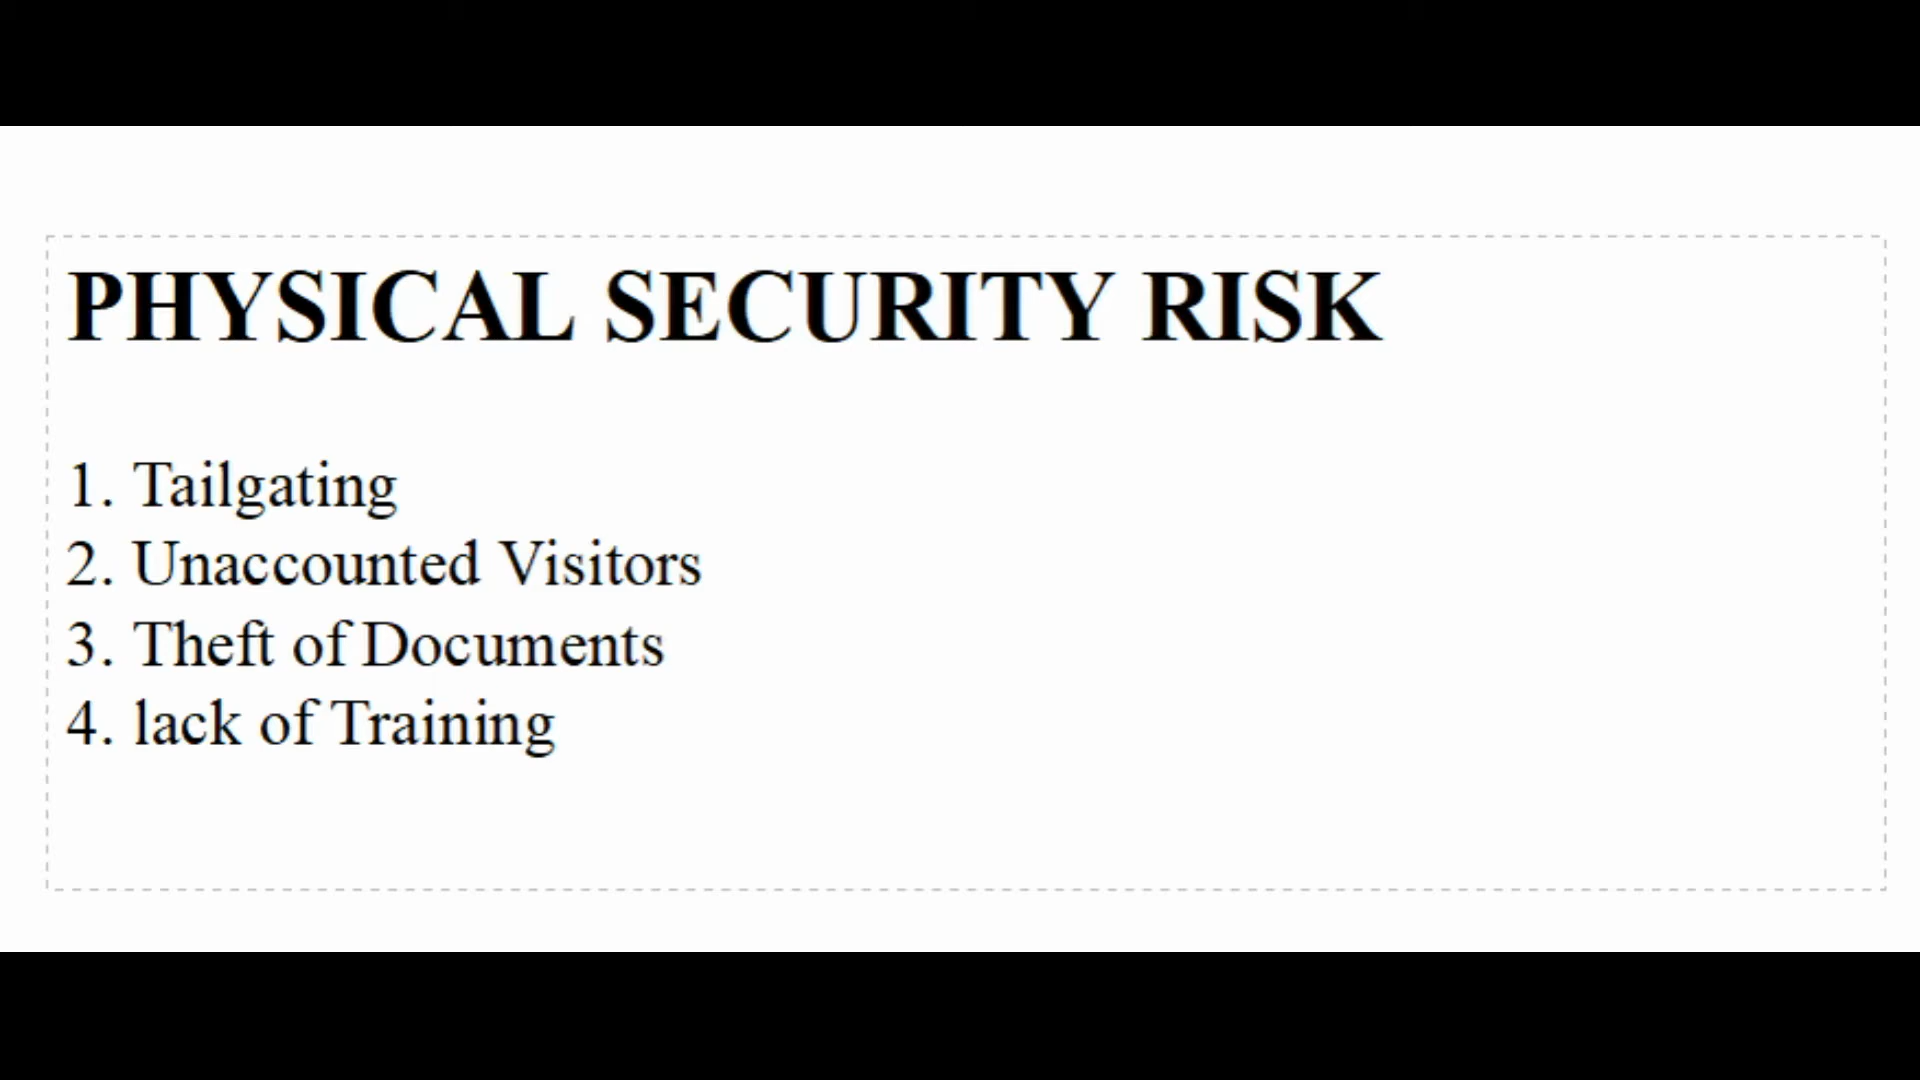 PHYSICAL SECURITY RISK
1. Tailgating
2. Unaccounted Visitors
3. Theft of Documents
4. lack of Training